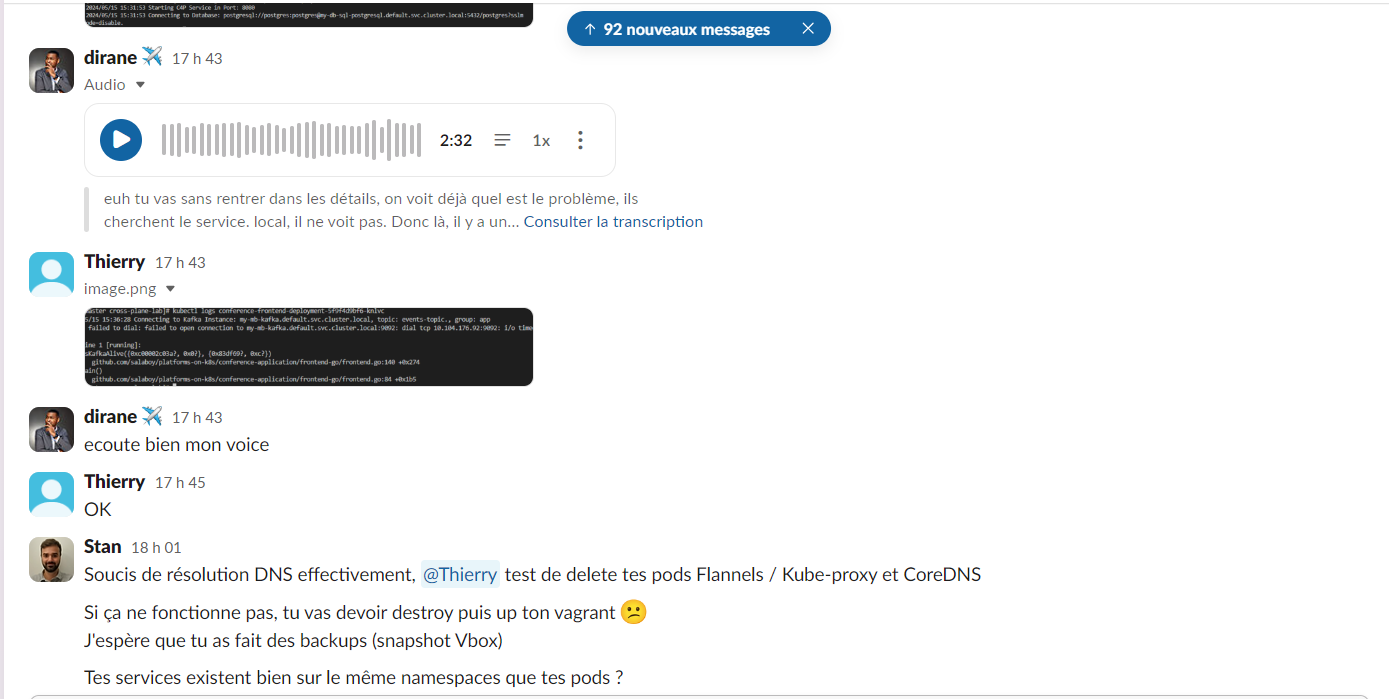 2024/05/15 15:31:53 Starting C4P Service in Port: 8080
2024/05/15 15:31:53 Connecting to Database: postgresql://postgres:postgres@my-db-sql-postgresql.default.svc.cluster.local:5432/postgres?sslm
ode=disable.
↑ 92 nouveaux messages
dirane 17 h 43
Audio
2:32 1x
euh tu vas sans rentrer dans les détails, on voit déjà quel est le problème, ils
cherchent le service. local, il ne voit pas. Donc là, il y a un... Consulter la transcription
Thierry 17 h 43
image.png
master cross-plane-lab]# kubectl logs conference-frontend-deployment-5f9f4d9bf6-knlvc
5/15 15:36:28 Connecting to Kafka Instance: my-mb-kafka.default.svc.cluster.local, topic: events-topic., group: app
failed to dial: failed to open connection to my-mb-kafka.default.svc.cluster.local:9092: dial tcp 10.104.176.92:9092: i/o time
ine 1 [running]:
sKafkaAlive({0xc00002c03a?, 0x0?}, {0x83df69?, 0xc?})
github.com/salaboy/platforms-on-k8s/conference-application/frontend-go/frontend.go:140 +0x274
ain()
github.com/salaboy/platforms-on-k8s/conference-application/frontend-go/frontend.go:84 +0x1b5
dirane 17 h 43
ecoute bien mon voice
Thierry 17 h 45
OK
Stan 18 h 01
Soucis de résolution DNS effectivement, @Thierry test de delete tes pods Flannels / Kube-proxy et CoreDNS
Si ça ne fonctionne pas, tu vas devoir destroy puis up ton vagrant
J'espère que tu as fait des backups (snapshot Vbox)
Tes services existent bien sur le même namespaces que tes pods ?